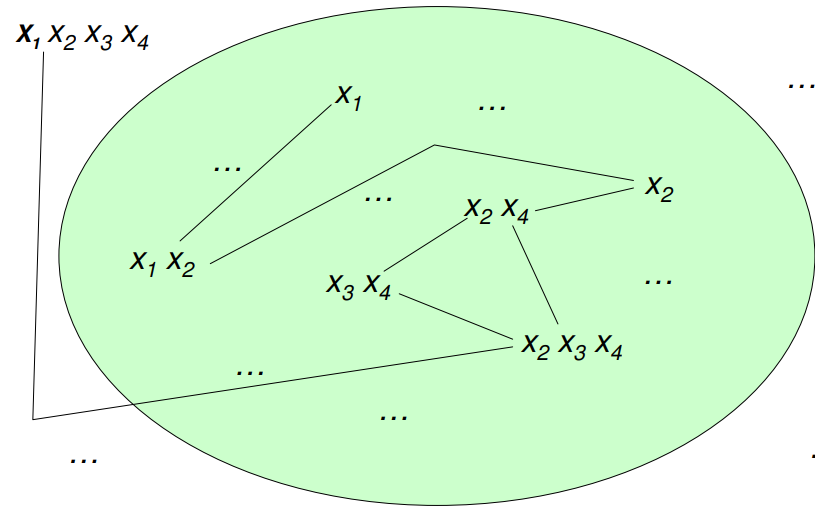 X₁ X₂ X₃ X₄
...
X₁
...
...
...
X₂
X₂ X₄
X₁ X₂
X₃ X₄
...
X₂ X₃ X₄
...
...
...